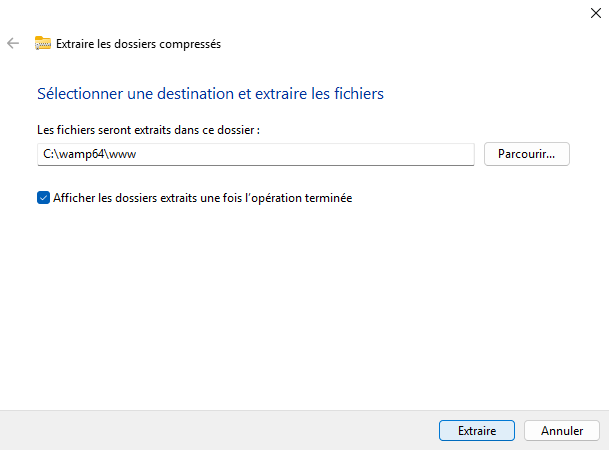 Extraire les dossiers compressés
Sélectionner une destination et extraire les fichiers
Les fichiers seront extraits dans ce dossier :
C:\wamp64\www
Parcourir...
Afficher les dossiers extraits une fois l’opération terminée
Extraire
Annuler